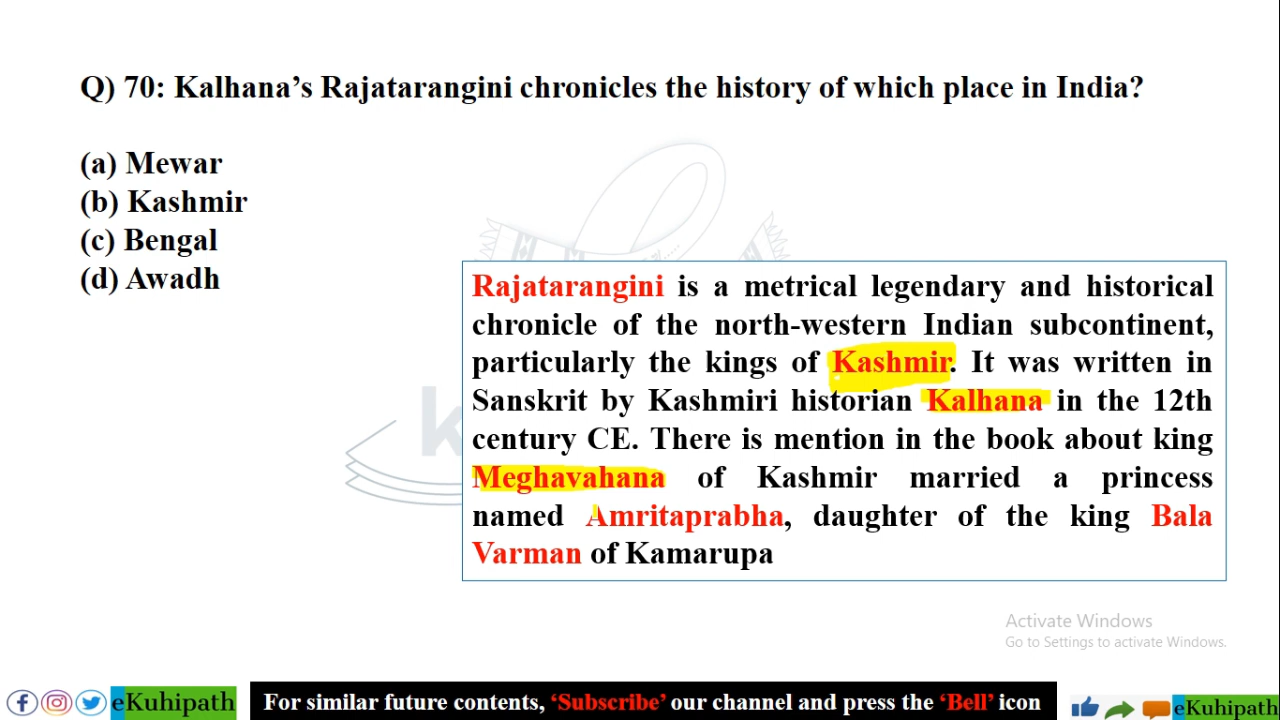 Q) 70: Kalhana’s Rajatarangini chronicles the history of which place in India?
(a) Mewar
(b) Kashmir
(c) Bengal
(d) Awadh
Rajatarangini is a metrical legendary and historical
chronicle of the north-western Indian subcontinent,
particularly the kings of Kashmir. It was written in
Sanskrit by Kashmiri historian Kalhana in the 12th
century CE. There is mention in the book about king
Meghavahana of Kashmir married a princess
named Amritaprabha, daughter of the king Bala
Varman of Kamarupa
Activate Windows
Go to Settings to activate Windows.
eKuhipath
For similar future contents, ‘Subscribe’ our channel and press the ‘Bell’ icon
eKuhipath